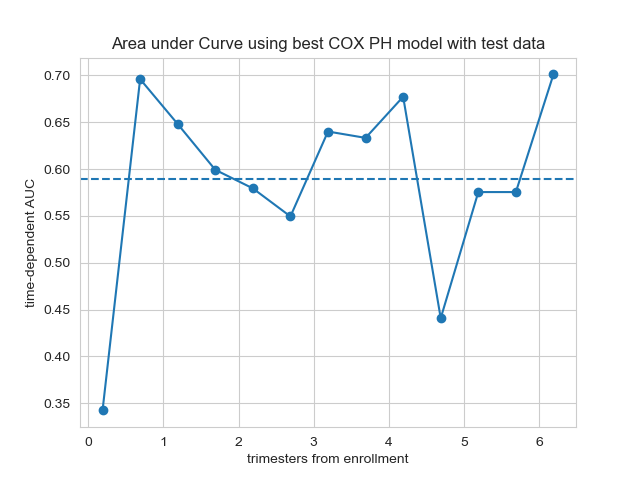 Area under Curve using best COX PH model with test data
time-dependent AUC
0.70
0.65
0.60
0.55
0.50
0.45
0.40
0.35
0 1 2 3 4 5 6
trimesters from enrollment